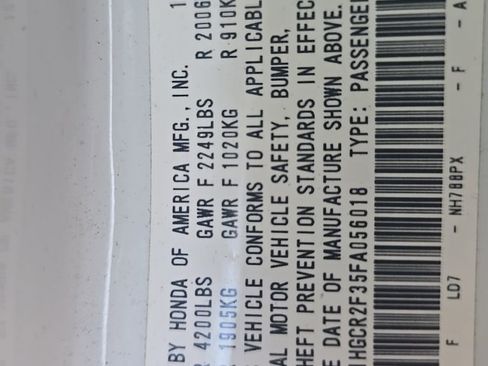 BY HONDA OF AMERICA MFG., INC. 1
4200LBS GAWR F 2249LBS R 2006
1905KG GAWR F 1020KG R 910K
VEHICLE CONFORMS TO ALL APPLICABL
AL MOTOR VEHICLE SAFETY, BUMPER,
HEFT PREVENTION STANDARDS IN EFFEC
E DATE OF MANUFACTURE SHOWN ABOVE.
1HGCR2F35FA056018 TYPE: PASSENGE
F LD7 - NH788PX - F - A